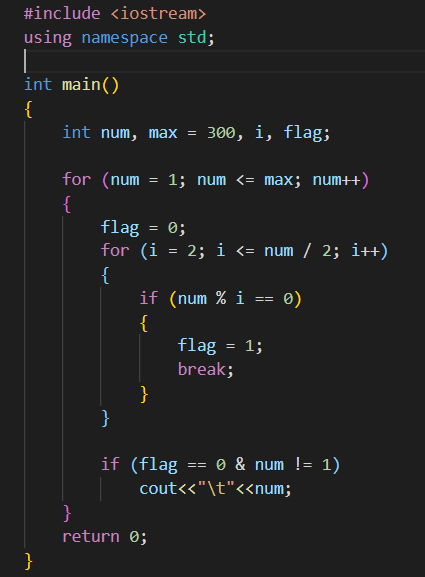 #include <iostream>
using namespace std;
int main()
{
int num, max = 300, i, flag;
for (num = 1; num <= max; num++)
{
flag = 0;
for (i = 2; i <= num / 2; i++)
{
if (num % i == 0)
{
flag = 1;
break;
}
}
if (flag == 0 & num != 1)
cout<<"\t"<<num;
}
return 0;
}